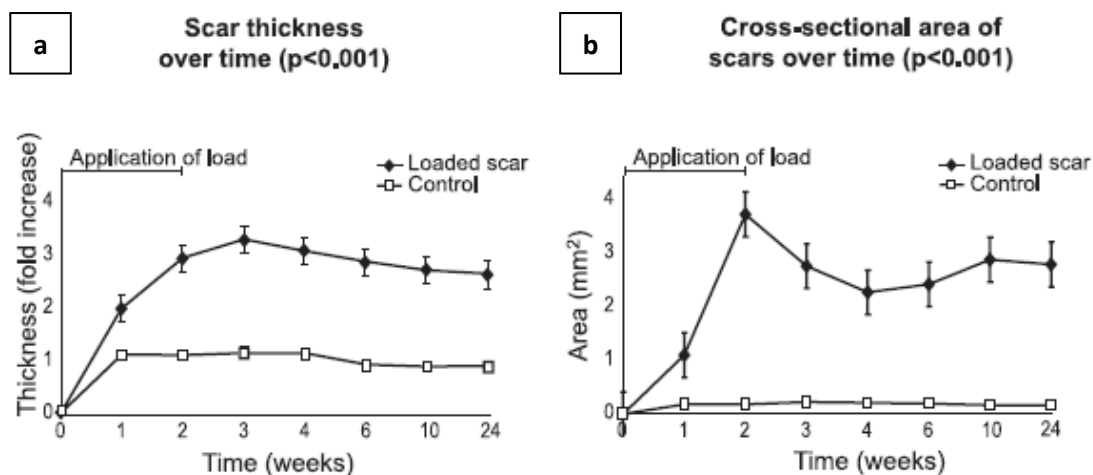 a
Scar thickness
over time (p<0.001)
Application of load
Loaded scar
Control
Thickness (fold increase)
4
3
2
1
0
0 1 2 3 4 6 10 24
Time (weeks)
b
Cross-sectional area of
scars over time (p<0.001)
Application of load
Loaded scar
Control
Area (mm²)
4
3
2
1
0
0 1 2 3 4 6 10 24
Time (weeks)